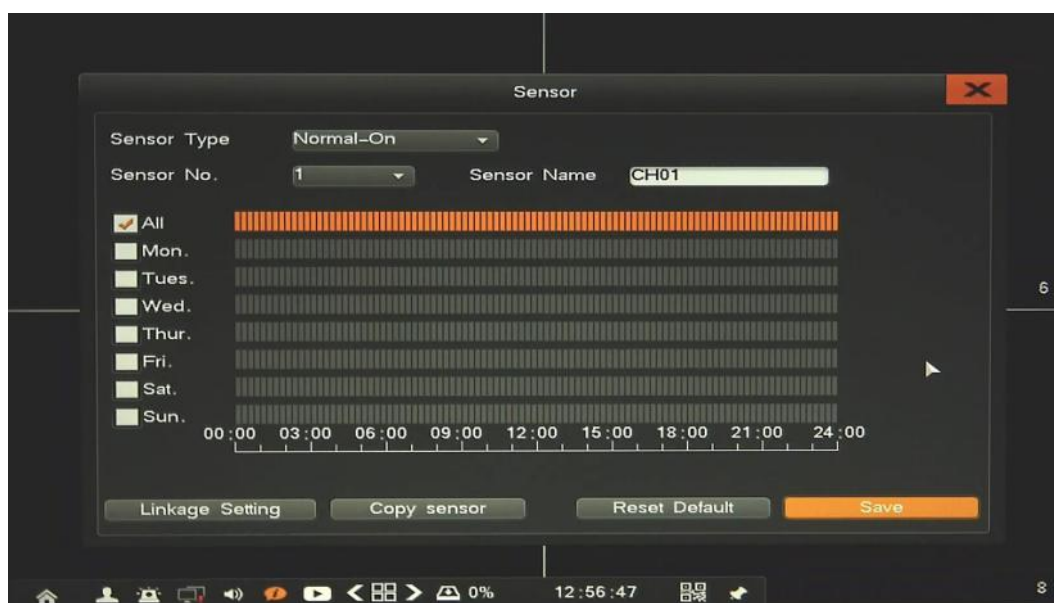 Sensor
Sensor Type Normal-On
Sensor No. 1 Sensor Name CH01
All
Mon.
Tues.
Wed.
6
Thur.
Fri.
Sat.
Sun.
00:00 03:00 06:00 09:00 12:00 15:00 18:00 21:00 24:00
Linkage Setting Copy sensor Reset Default Save
0% 12:56:47 8